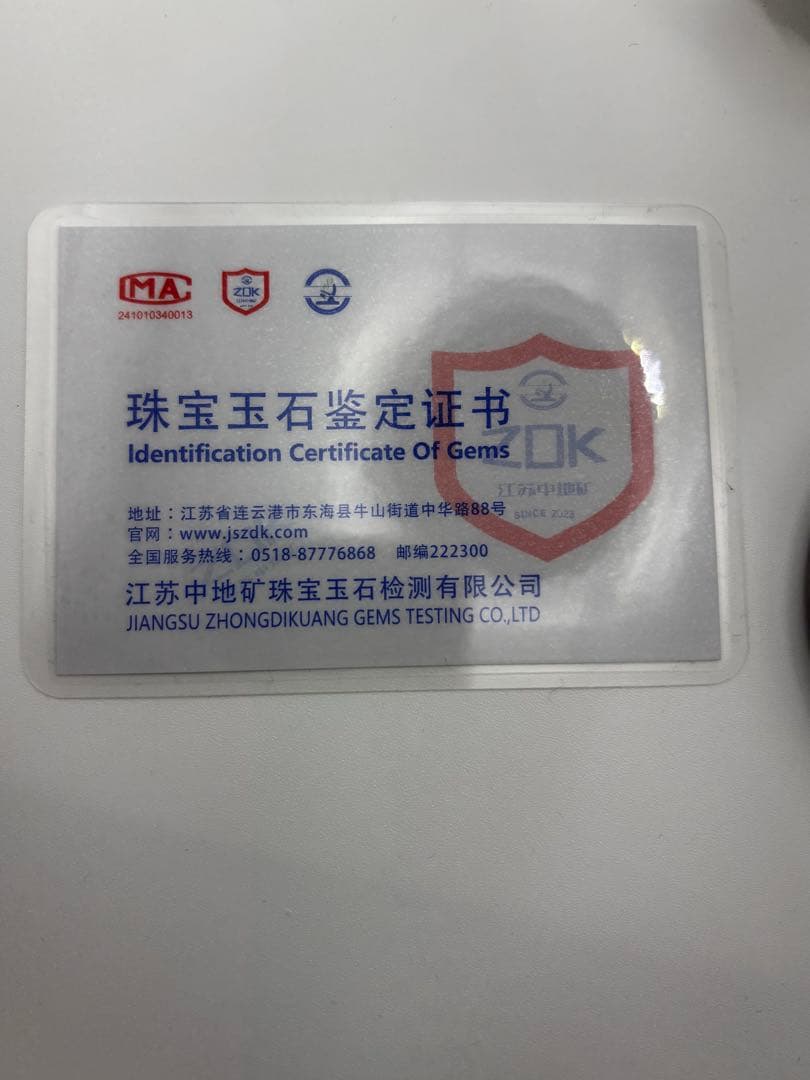 CMA
241010340013
ZDK
珠宝玉石鉴定证书
Identification Certificate Of Gems
ZDK
江苏中地矿
SINCE 2023
地址：江苏省连云港市东海县牛山街道中华路88号
官网：www.jszdk.com
全国服务热线：0518-87776868 邮编222300
江苏中地矿珠宝玉石检测有限公司
JIANGSU ZHONGDIKUANG GEMS TESTING CO.,LTD